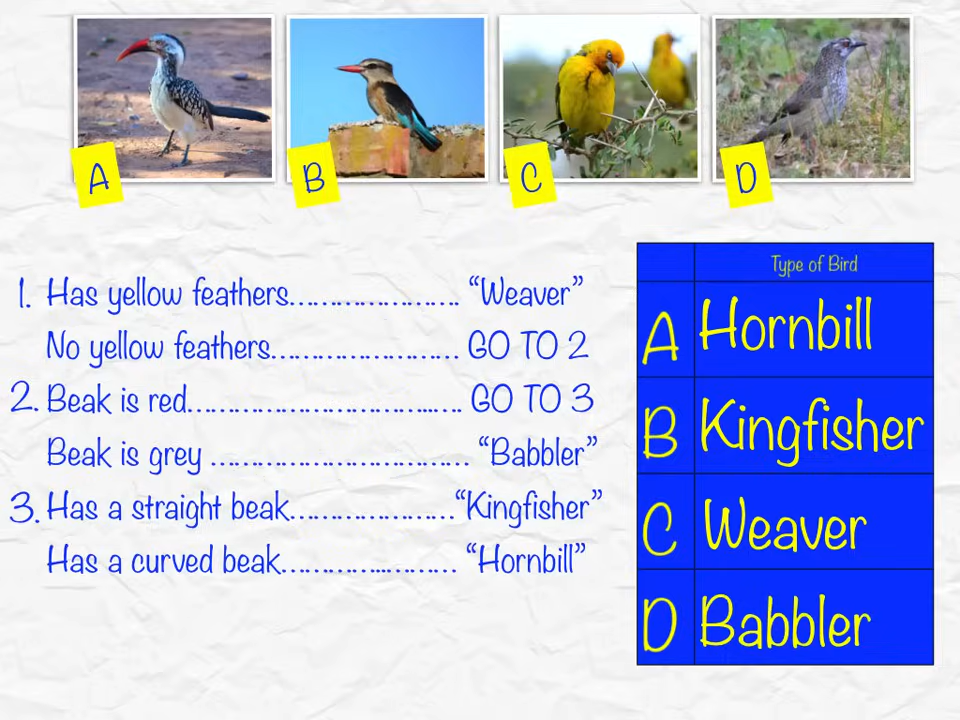 A B C D
1. Has yellow feathers..................... "Weaver"
No yellow feathers........................ GO TO 2
2. Beak is red.................................. GO TO 3
Beak is grey ................................. "Babbler"
3. Has a straight beak....................."Kingfisher"
Has a curved beak...................... "Hornbill"
Type of Bird
A Hornbill
B Kingfisher
C Weaver
D Babbler